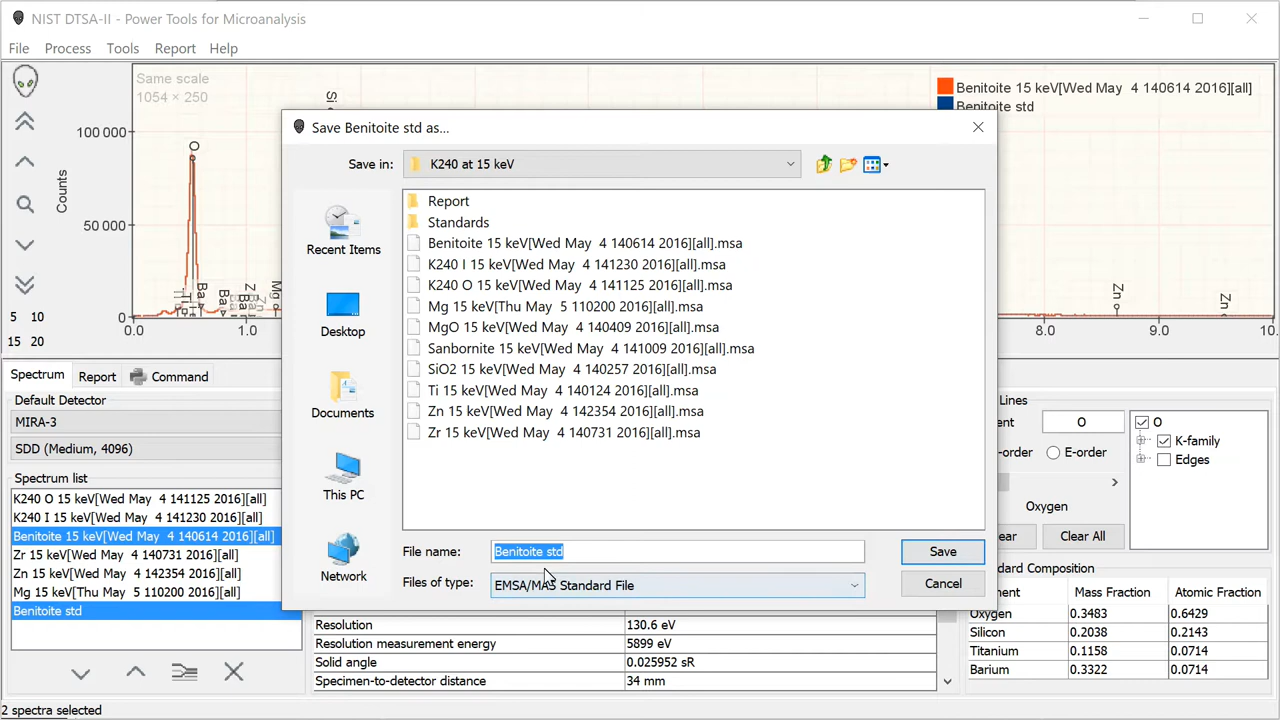 NIST DTSA-II - Power Tools for Microanalysis
File Process Tools Report Help
Same scale
1054 × 250
Si
100 000
50 000
0
Counts
O
Ba
Ba
Zn
Mg
0.0 1.0 8.0 9.0 10.0
Zn
Zn
Benitoite 15 keV[Wed May  4 140614 2016][all]
Benitoite std
5 10
15 20
Save Benitoite std as...
Save in: K240 at 15 keV
Recent Items
Desktop
Documents
This PC
Network
Report
Standards
Benitoite 15 keV[Wed May  4 140614 2016][all].msa
K240 I 15 keV[Wed May  4 141230 2016][all].msa
K240 O 15 keV[Wed May  4 141125 2016][all].msa
Mg 15 keV[Thu May  5 110200 2016][all].msa
MgO 15 keV[Wed May  4 140409 2016][all].msa
Sanbornite 15 keV[Wed May  4 141009 2016][all].msa
SiO2 15 keV[Wed May  4 140257 2016][all].msa
Ti 15 keV[Wed May  4 140124 2016][all].msa
Zn 15 keV[Wed May  4 142354 2016][all].msa
Zr 15 keV[Wed May  4 140731 2016][all].msa
File name: Benitoite std
Save
Files of type: EMSA/MAS Standard File
Cancel
Spectrum Report Command
Default Detector
MIRA-3
SDD (Medium, 4096)
Spectrum list
K240 O 15 keV[Wed May  4 141125 2016][all]
K240 I 15 keV[Wed May  4 141230 2016][all]
Benitoite 15 keV[Wed May  4 140614 2016][all]
Zr 15 keV[Wed May  4 140731 2016][all]
Zn 15 keV[Wed May  4 142354 2016][all]
Mg 15 keV[Thu May  5 110200 2016][all]
Benitoite std
Resolution 130.6 eV
Resolution measurement energy 5899 eV
Solid angle 0.025952 sR
Specimen-to-detector distance 34 mm
Lines
ent O
-order E-order
Oxygen
ear Clear All
O
K-family
Edges
ndard Composition
ment Mass Fraction Atomic Fraction
Oxygen 0.3483 0.6429
Silicon 0.2038 0.2143
Titanium 0.1158 0.0714
Barium 0.3322 0.0714
2 spectra selected